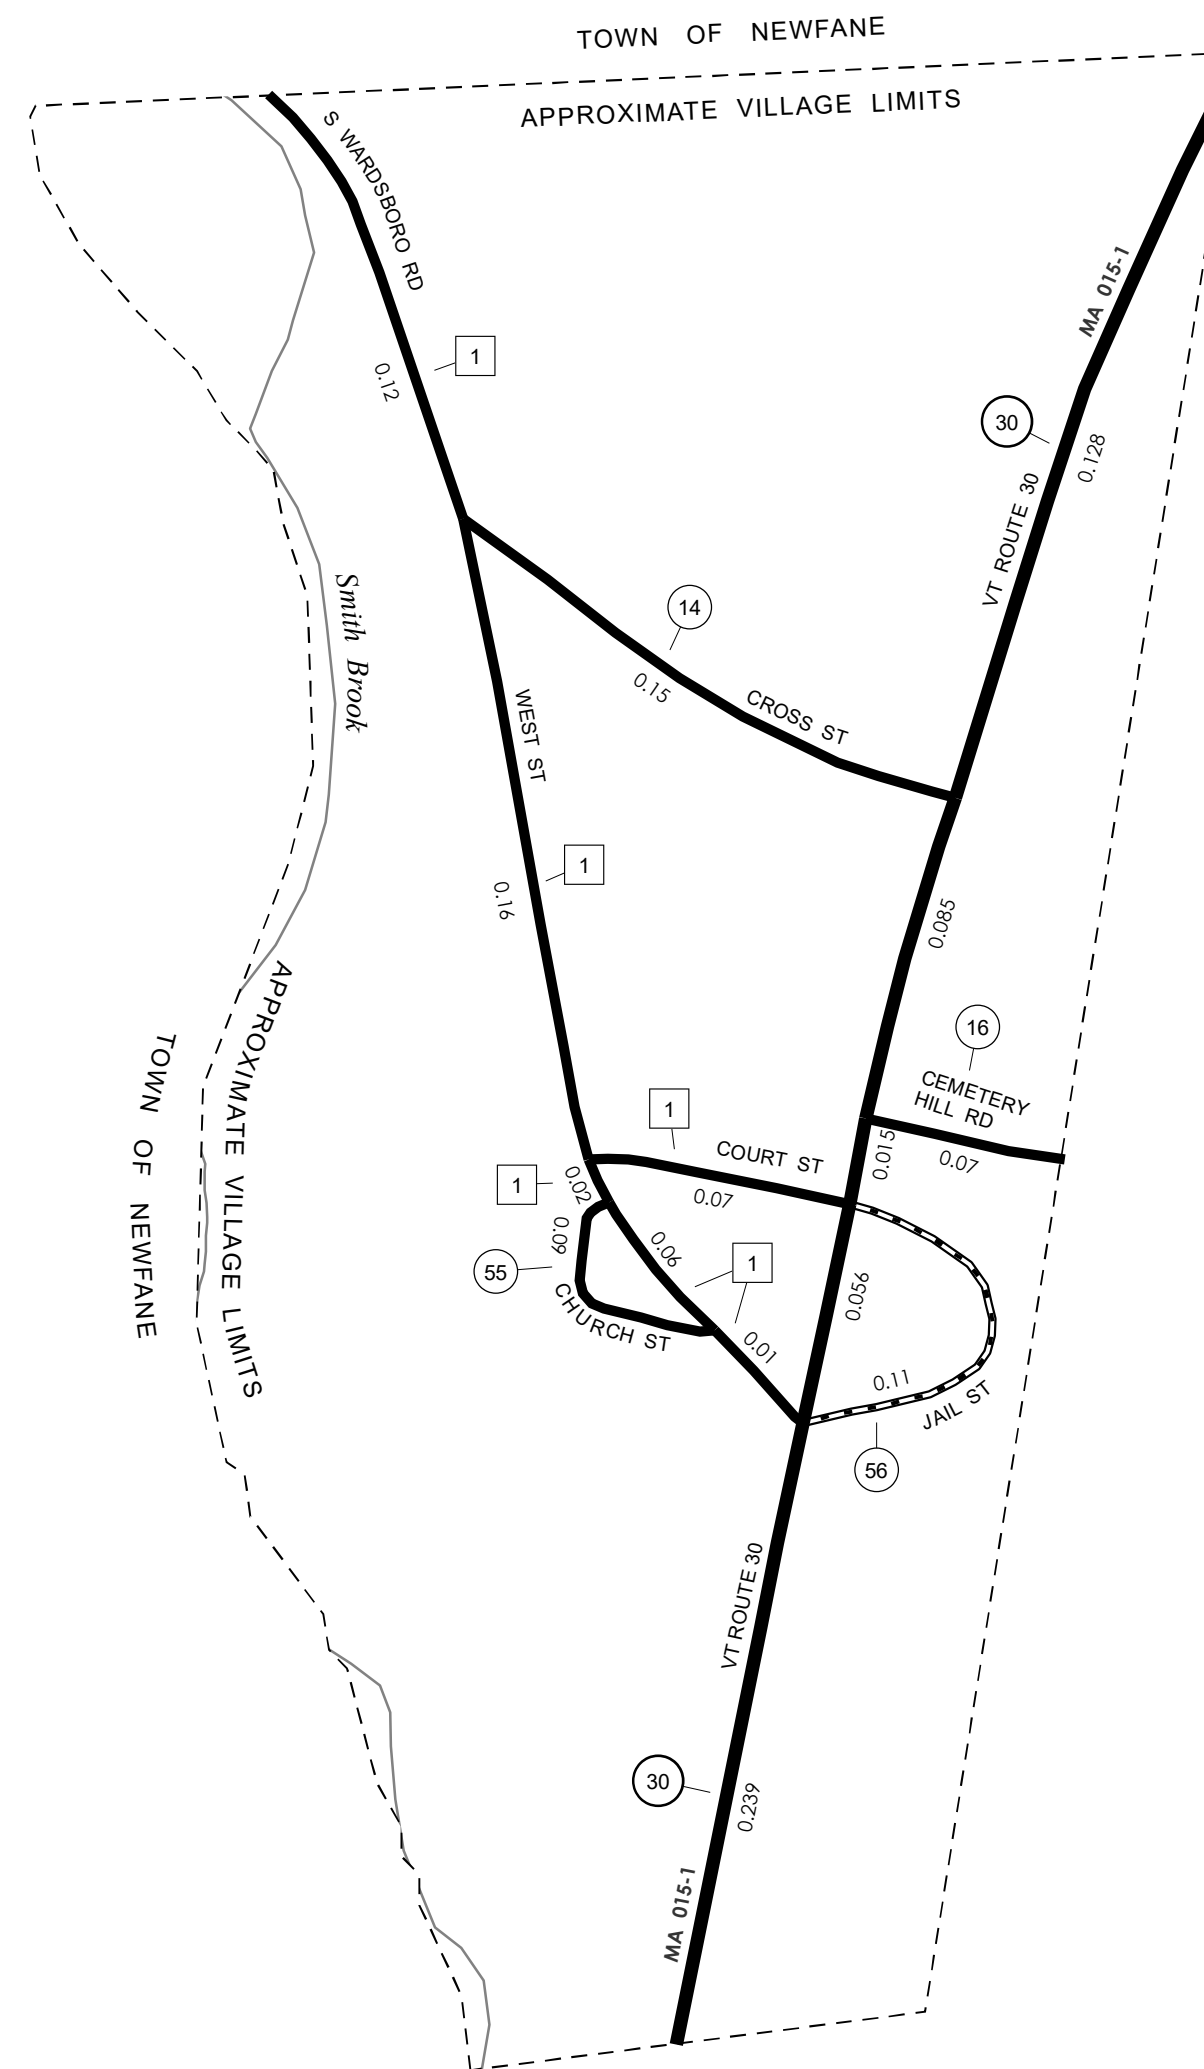 TOWN OF NEWFANE
APPROXIMATE VILLAGE LIMITS
S WARDSBORO RD
MA 015-1
1
0.12
30
0.128
VT ROUTE 30
Smith Brook
14
0.15
CROSS ST
WEST ST
1
0.16
0.085
APPROXIMATE VILLAGE LIMITS
TOWN OF NEWFANE
16
CEMETERY
HILL RD
0.07
0.015
1
COURT ST
0.07
1
0.02
0.09
55
CHURCH ST
0.06
1
0.01
0.056
0.11
JAIL ST
56
VT ROUTE 30
30
0.239
MA 015-1